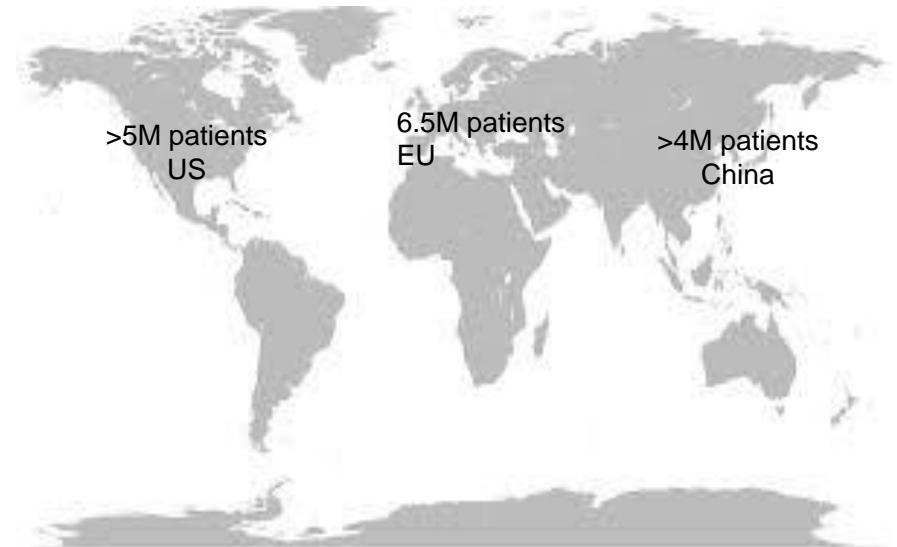 >5M patients
US
6.5M patients
EU
>4M patients
China